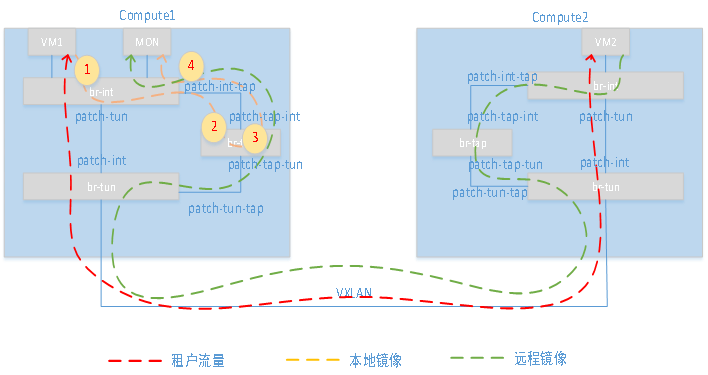 Compute1
Compute2
VM1
MON
VM2
1
4
br-int
patch-int-tap
patch-int-tap
br-int
patch-tun
2
patch-tap-int
3
patch-tap-int
patch-tun
br-tap
patch-int
patch-tap-tun
patch-tap-tun
patch-int
br-tun
patch-tun-tap
patch-tun-tap
br-tun
VXLAN
租户流量
本地镜像
远程镜像